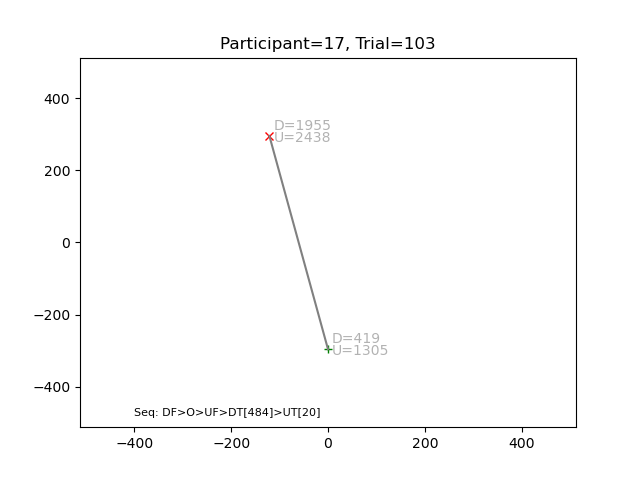 Participant=17, Trial=103
400
200
0
−200
−400
D=1955
U=2438
D=419
U=1305
Seq: DF>O>UF>DT[484]>UT[20]
−400
−200
0
200
400